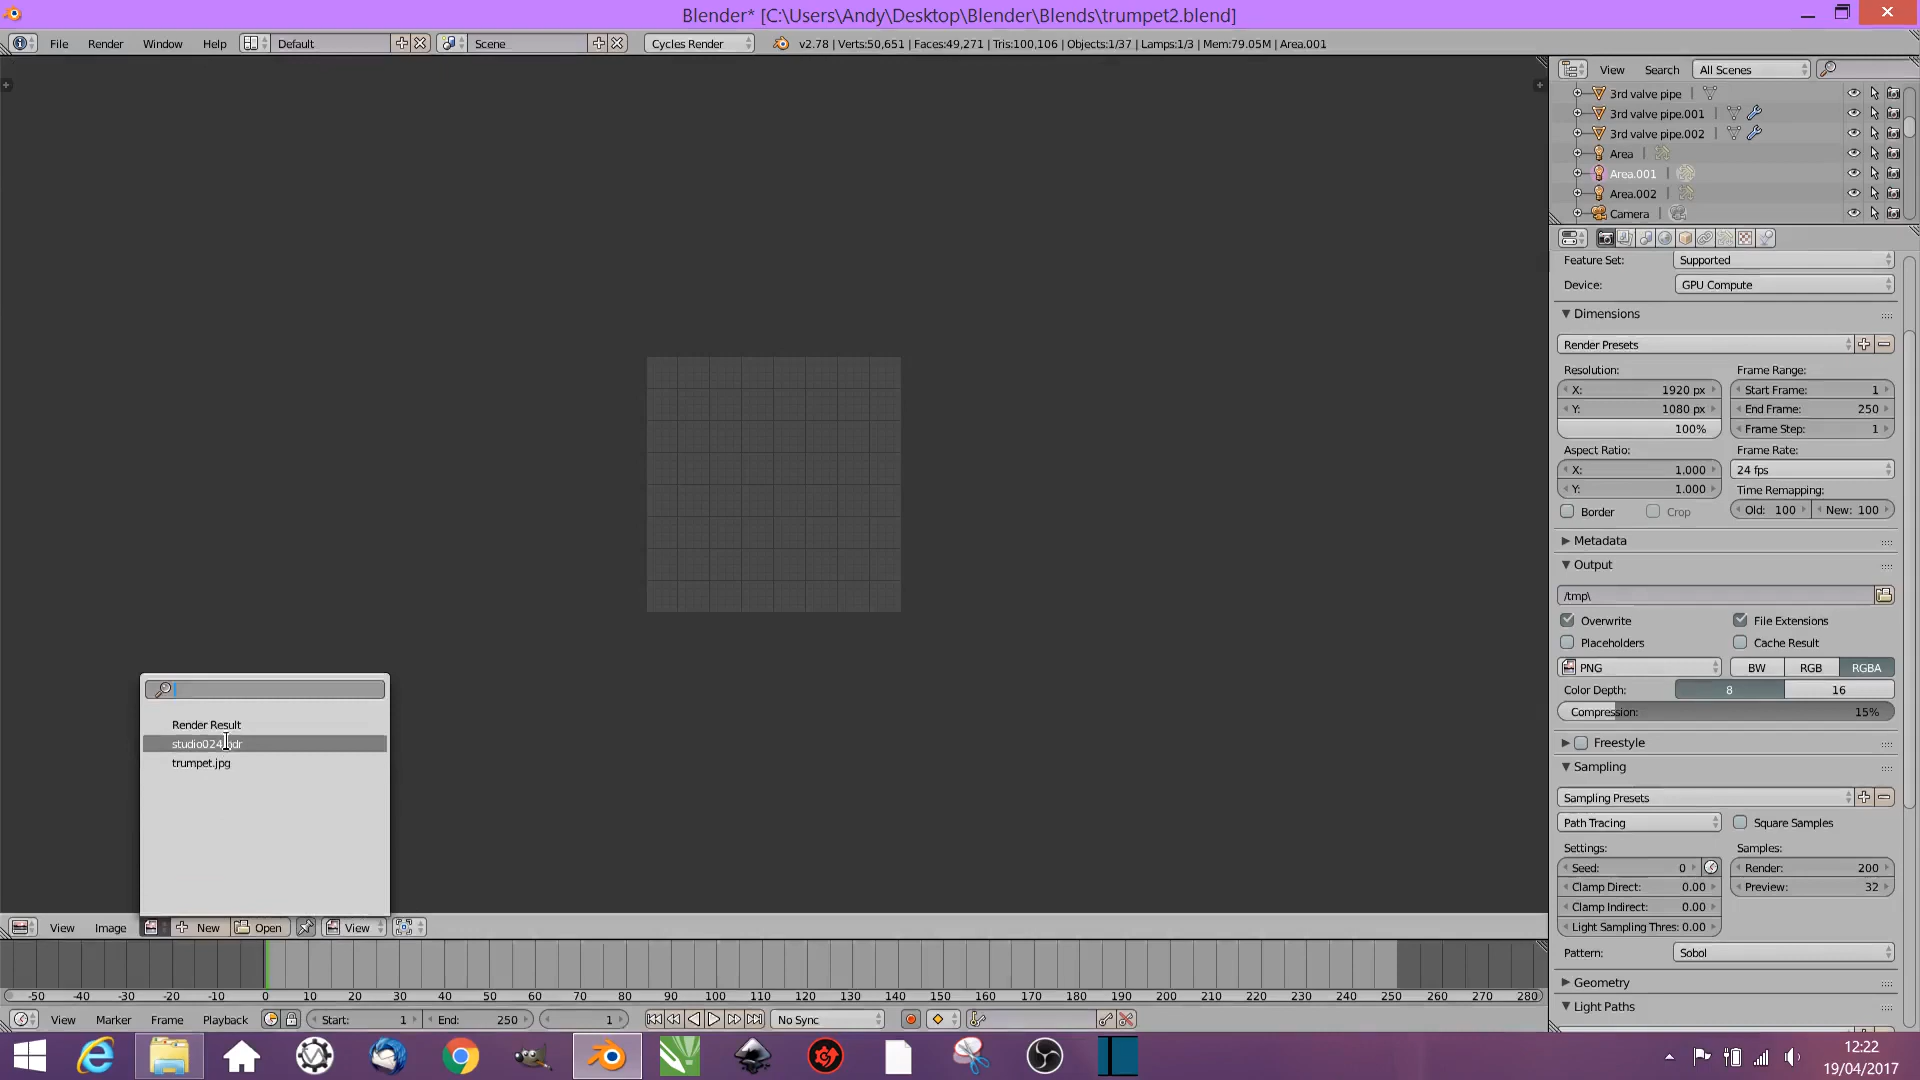 Blender* [C:\Users\Andy\Desktop\Blender\Blends\trumpet2.blend]
File Render Window Help Default Scene Cycles Render v2.78 | Verts:50,651 | Faces:49,271 | Tris:100,106 | Objects:1/37 | Lamps:1/3 | Mem:79.05M | Area.001
View Search All Scenes
3rd valve pipe
3rd valve pipe.001
3rd valve pipe.002
Area
Area.001
Area.002
Camera
Feature Set: Supported
Device: GPU Compute
Dimensions
Render Presets
Resolution: Frame Range:
X: 1920 px Start Frame: 1
Y: 1080 px End Frame: 250
100% Frame Step: 1
Aspect Ratio: Frame Rate:
X: 1.000 24 fps
Y: 1.000 Time Remapping:
Border Crop Old: 100 New: 100
Metadata
Output
/tmp\
Overwrite File Extensions
Placeholders Cache Result
PNG BW RGB RGBA
Color Depth: 8 16
Compression: 15%
Freestyle
Sampling
Sampling Presets
Path Tracing Square Samples
Settings: Samples:
Seed: 0 Render: 200
Clamp Direct: 0.00 Preview: 32
Clamp Indirect: 0.00
Light Sampling Thres: 0.00
Pattern: Sobol
Geometry
Light Paths
Render Result
studio024.hdr
trumpet.jpg
View Image New Open View
-50 -40 -30 -20 -10 0 10 20 30 40 50 60 70 80 90 100 110 120 130 140 150 160 170 180 190 200 210 220 230 240 250 260 270 280
View Marker Frame Playback Start: 1 End: 250 1 No Sync
12:22
19/04/2017